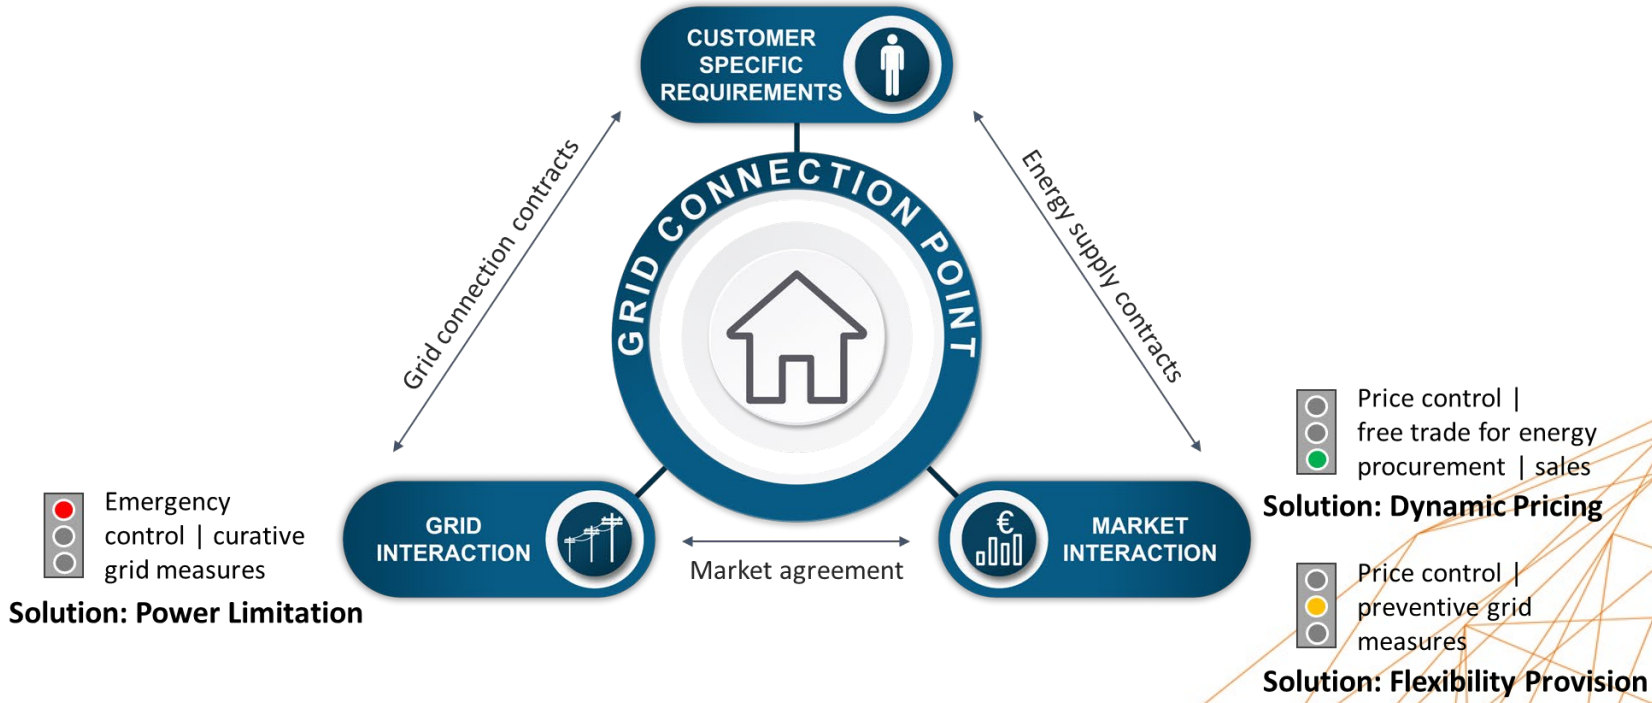 CUSTOMER
SPECIFIC
REQUIREMENTS
GRID CONNECTION POINT
Grid connection contracts
Energy supply contracts
Price control |
free trade for energy
procurement | sales
Solution: Dynamic Pricing
Emergency
control | curative
grid measures
Solution: Power Limitation
GRID
INTERACTION
Market agreement
€
MARKET
INTERACTION
Price control |
preventive grid
measures
Solution: Flexibility Provision